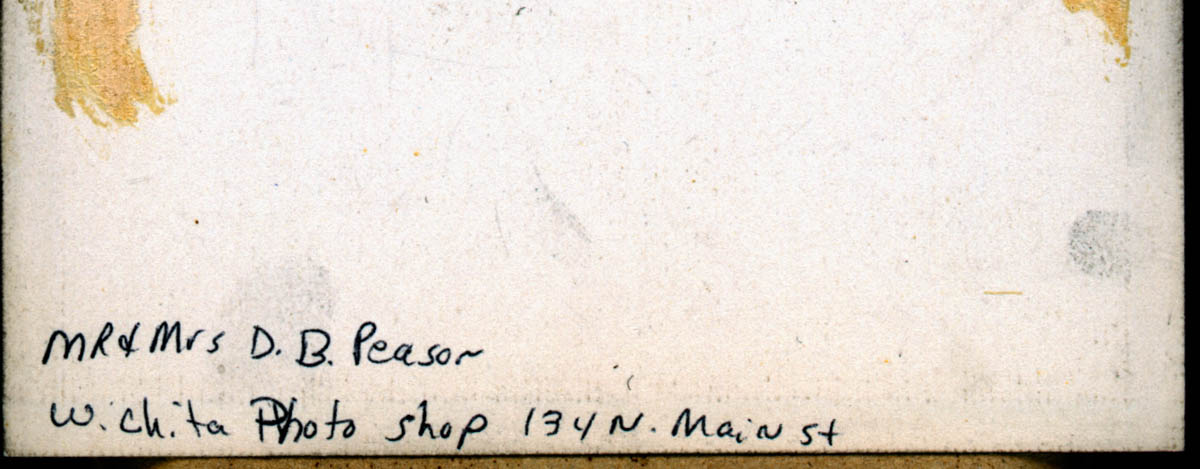 MR & Mrs D. B. Peason
Wichita Photo shop 134 N. Main st